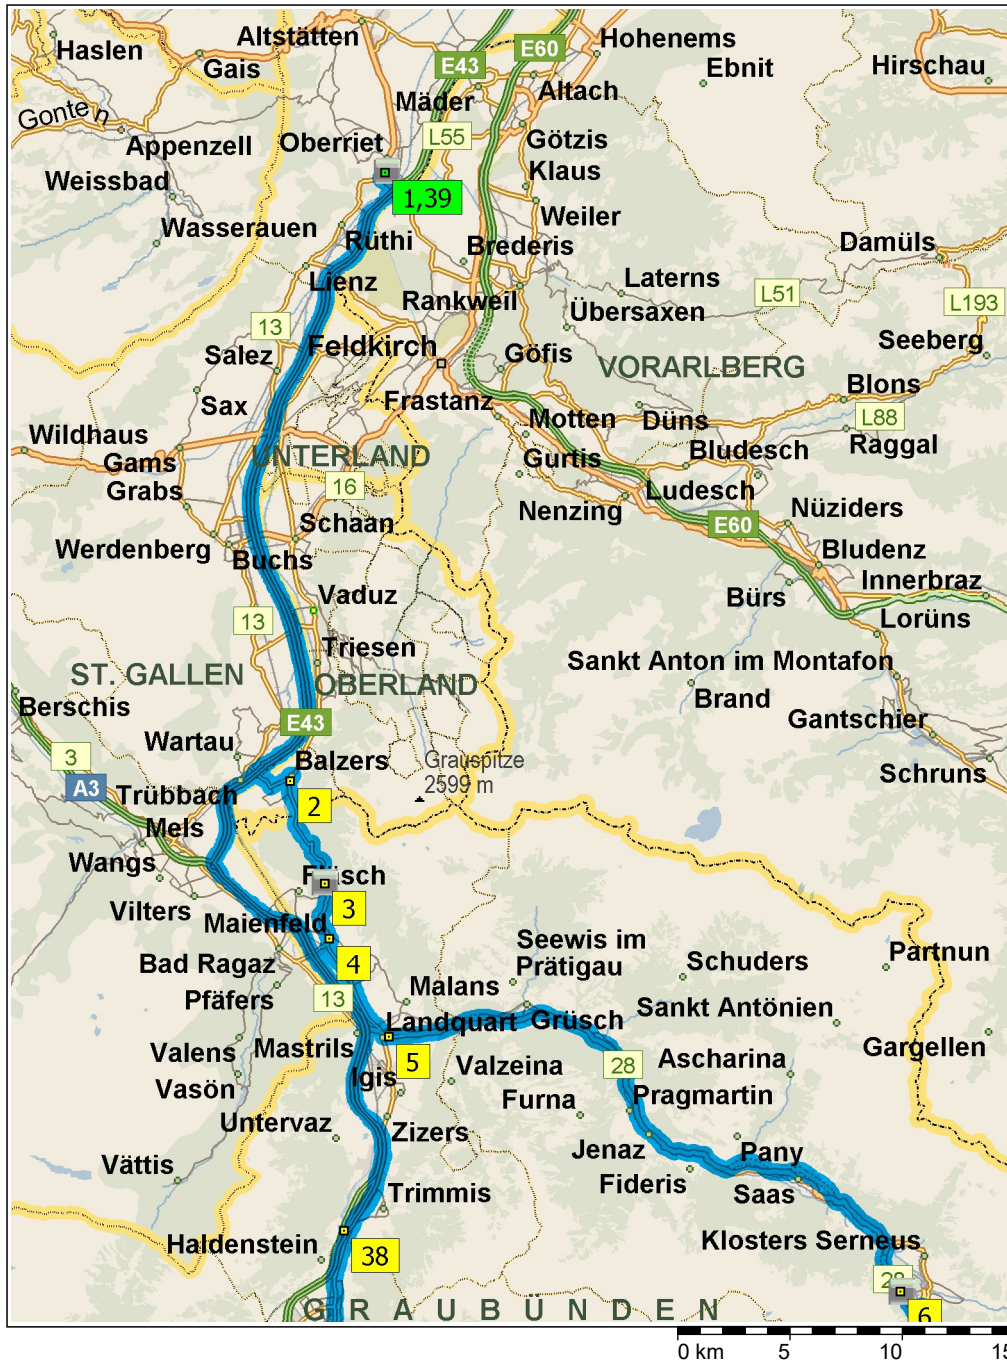 Haslen
Altstätten
Gais
E43
E60
Hohenems
Ebnit
Hirschau
Mäder
Altach
Gonten
Appenzell
Oberriet
L55
Götzis
Klaus
Weissbad
1,39
Weiler
Wasserauen
Rüthi
Brederis
Damüls
Lienz
Rankweil
Laterns
Übersaxen
L51
L193
13
Salez
Feldkirch
Göfis
VORARLBERG
Seeberg
Sax
Frastanz
Motten
Düns
Blons
L88
Raggal
Wildhaus
Gams
UNTERLAND
Gurtis
Bludesch
Grabs
16
Ludesch
Nenzing
Nüziders
Schaan
E60
Werdenberg
Buchs
Bludenz
Innerbraz
Vaduz
Bürs
Lorüns
13
Triesen
ST. GALLEN
OBERLAND
Sankt Anton im Montafon
Brand
Berschis
E43
Gantschier
Wartau
3
Balzers
Grauspitze
2599 m
Schruns
A3
Trübbach
2
Mels
Wangs
Vilters
3
Maienfeld
Seewis im
Prätigau
Partnun
Bad Ragaz
4
Schuders
Pfäfers
13
Malans
Sankt Antönien
Landquart
Grüsch
Gargellen
Valens
Mastrils
5
Valzeina
28
Ascharina
Vasön
Igis
Furna
Pragmartin
Untervaz
Zizers
Jenaz
Pany
Vättis
Fideris
Saas
Trimmis
Haldenstein
38
Klosters Serneus
28
6
GRAUBÜNDEN
0 km 5 10